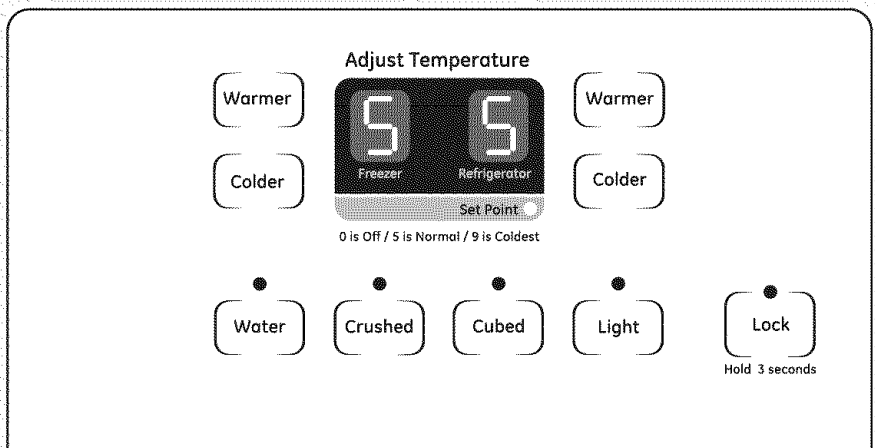 Adjust Temperature
Warmer
5 5
Warmer
Colder
Freezer Refrigerator
Colder
Set Point
0 is Off / 5 is Normal / 9 is Coldest
Water
Crushed
Cubed
Light
Lock
Hold 3 seconds